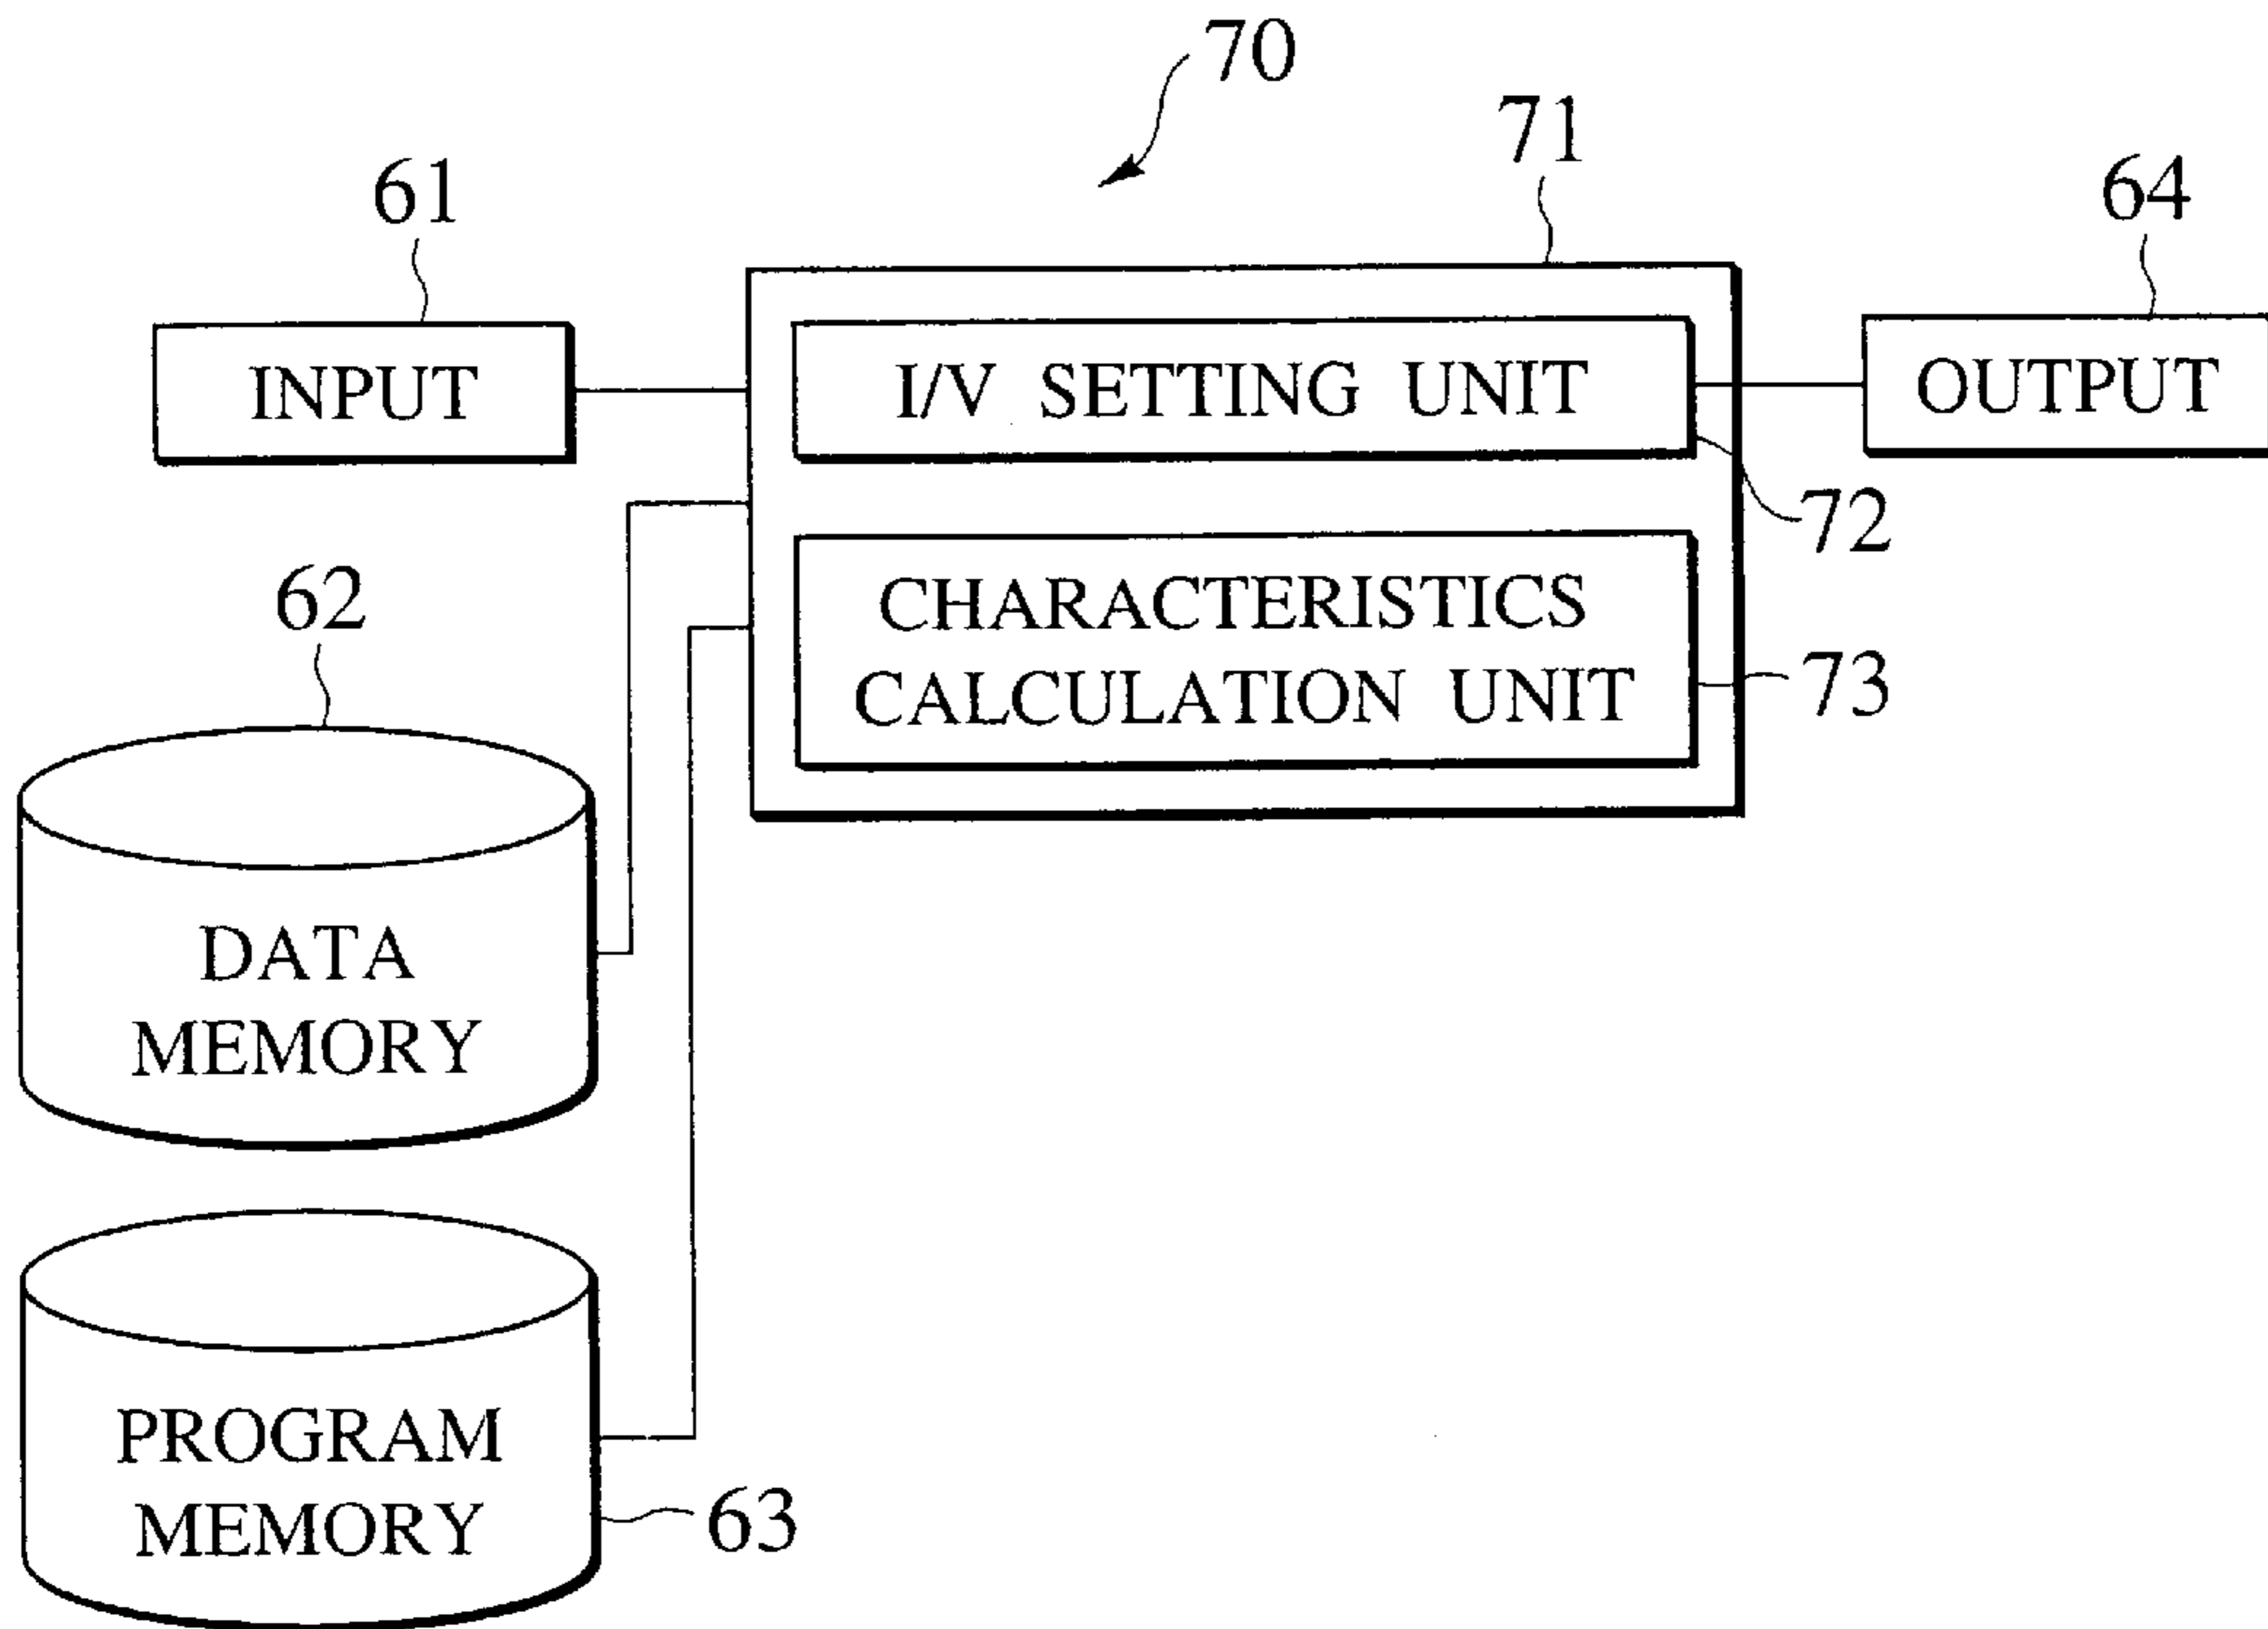 70
71
61
64
INPUT
I/V SETTING UNIT
OUTPUT
72
CHARACTERISTICS
CALCULATION UNIT
73
62
DATA
MEMORY
PROGRAM
MEMORY
63